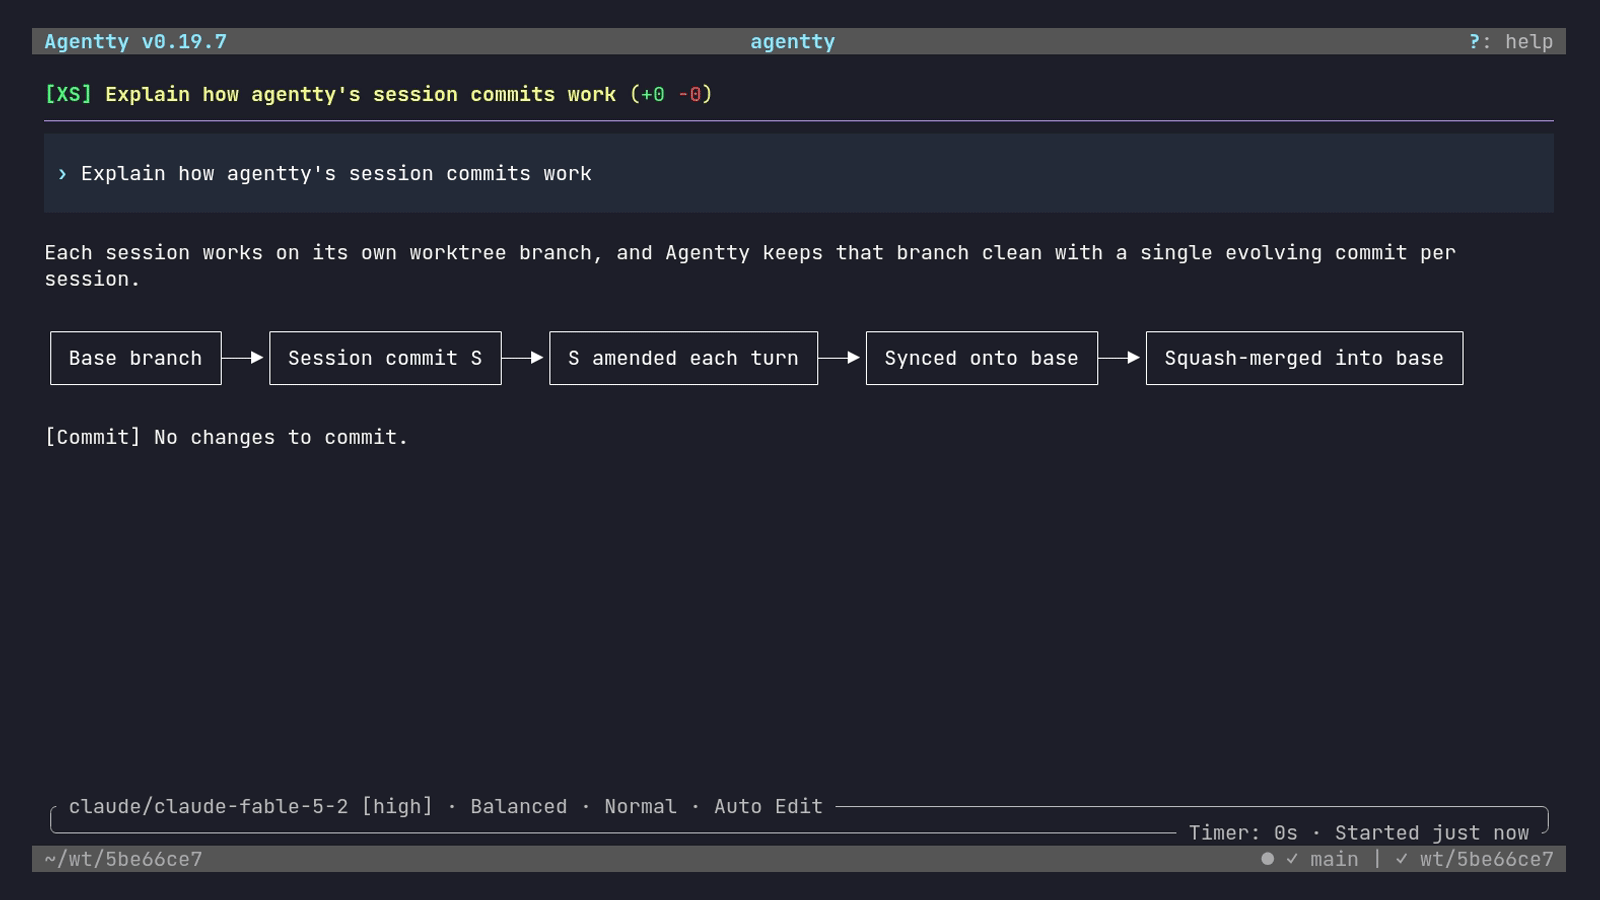 Agentty v0.19.7 agentty ?: help
[XS] Explain how agentty's session commits work (+0 -0)
› Explain how agentty's session commits work
Each session works on its own worktree branch, and Agentty keeps that branch clean with a single evolving commit per
session.
Base branch Session commit S S amended each turn Synced onto base Squash-merged into base
[Commit] No changes to commit.
claude/claude-fable-5-2 [high] · Balanced · Normal · Auto Edit
Timer: 0s · Started just now
~/wt/5be66ce7 ● ✓ main | ✓ wt/5be66ce7